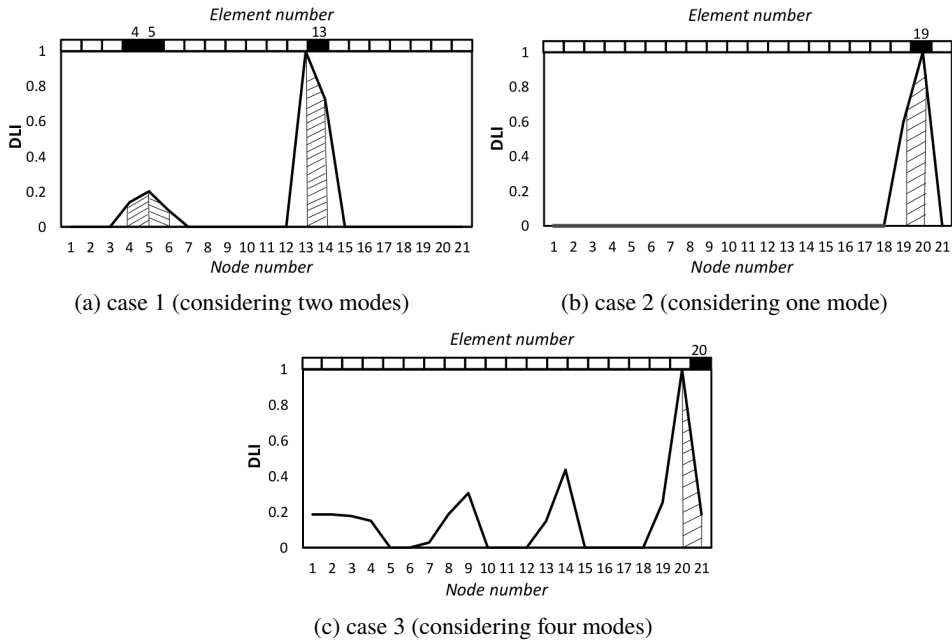 Element number
4 5 13
1
0.8
0.6
0.4
0.2
0
DLI
1 2 3 4 5 6 7 8 9 10 11 12 13 14 15 16 17 18 19 20 21
Node number
(a) case 1 (considering two modes)
Element number
19
1
0.8
0.6
0.4
0.2
0
DLI
1 2 3 4 5 6 7 8 9 10 11 12 13 14 15 16 17 18 19 20 21
Node number
(b) case 2 (considering one mode)
Element number
20
1
0.8
0.6
0.4
0.2
0
DLI
1 2 3 4 5 6 7 8 9 10 11 12 13 14 15 16 17 18 19 20 21
Node number
(c) case 3 (considering four modes)